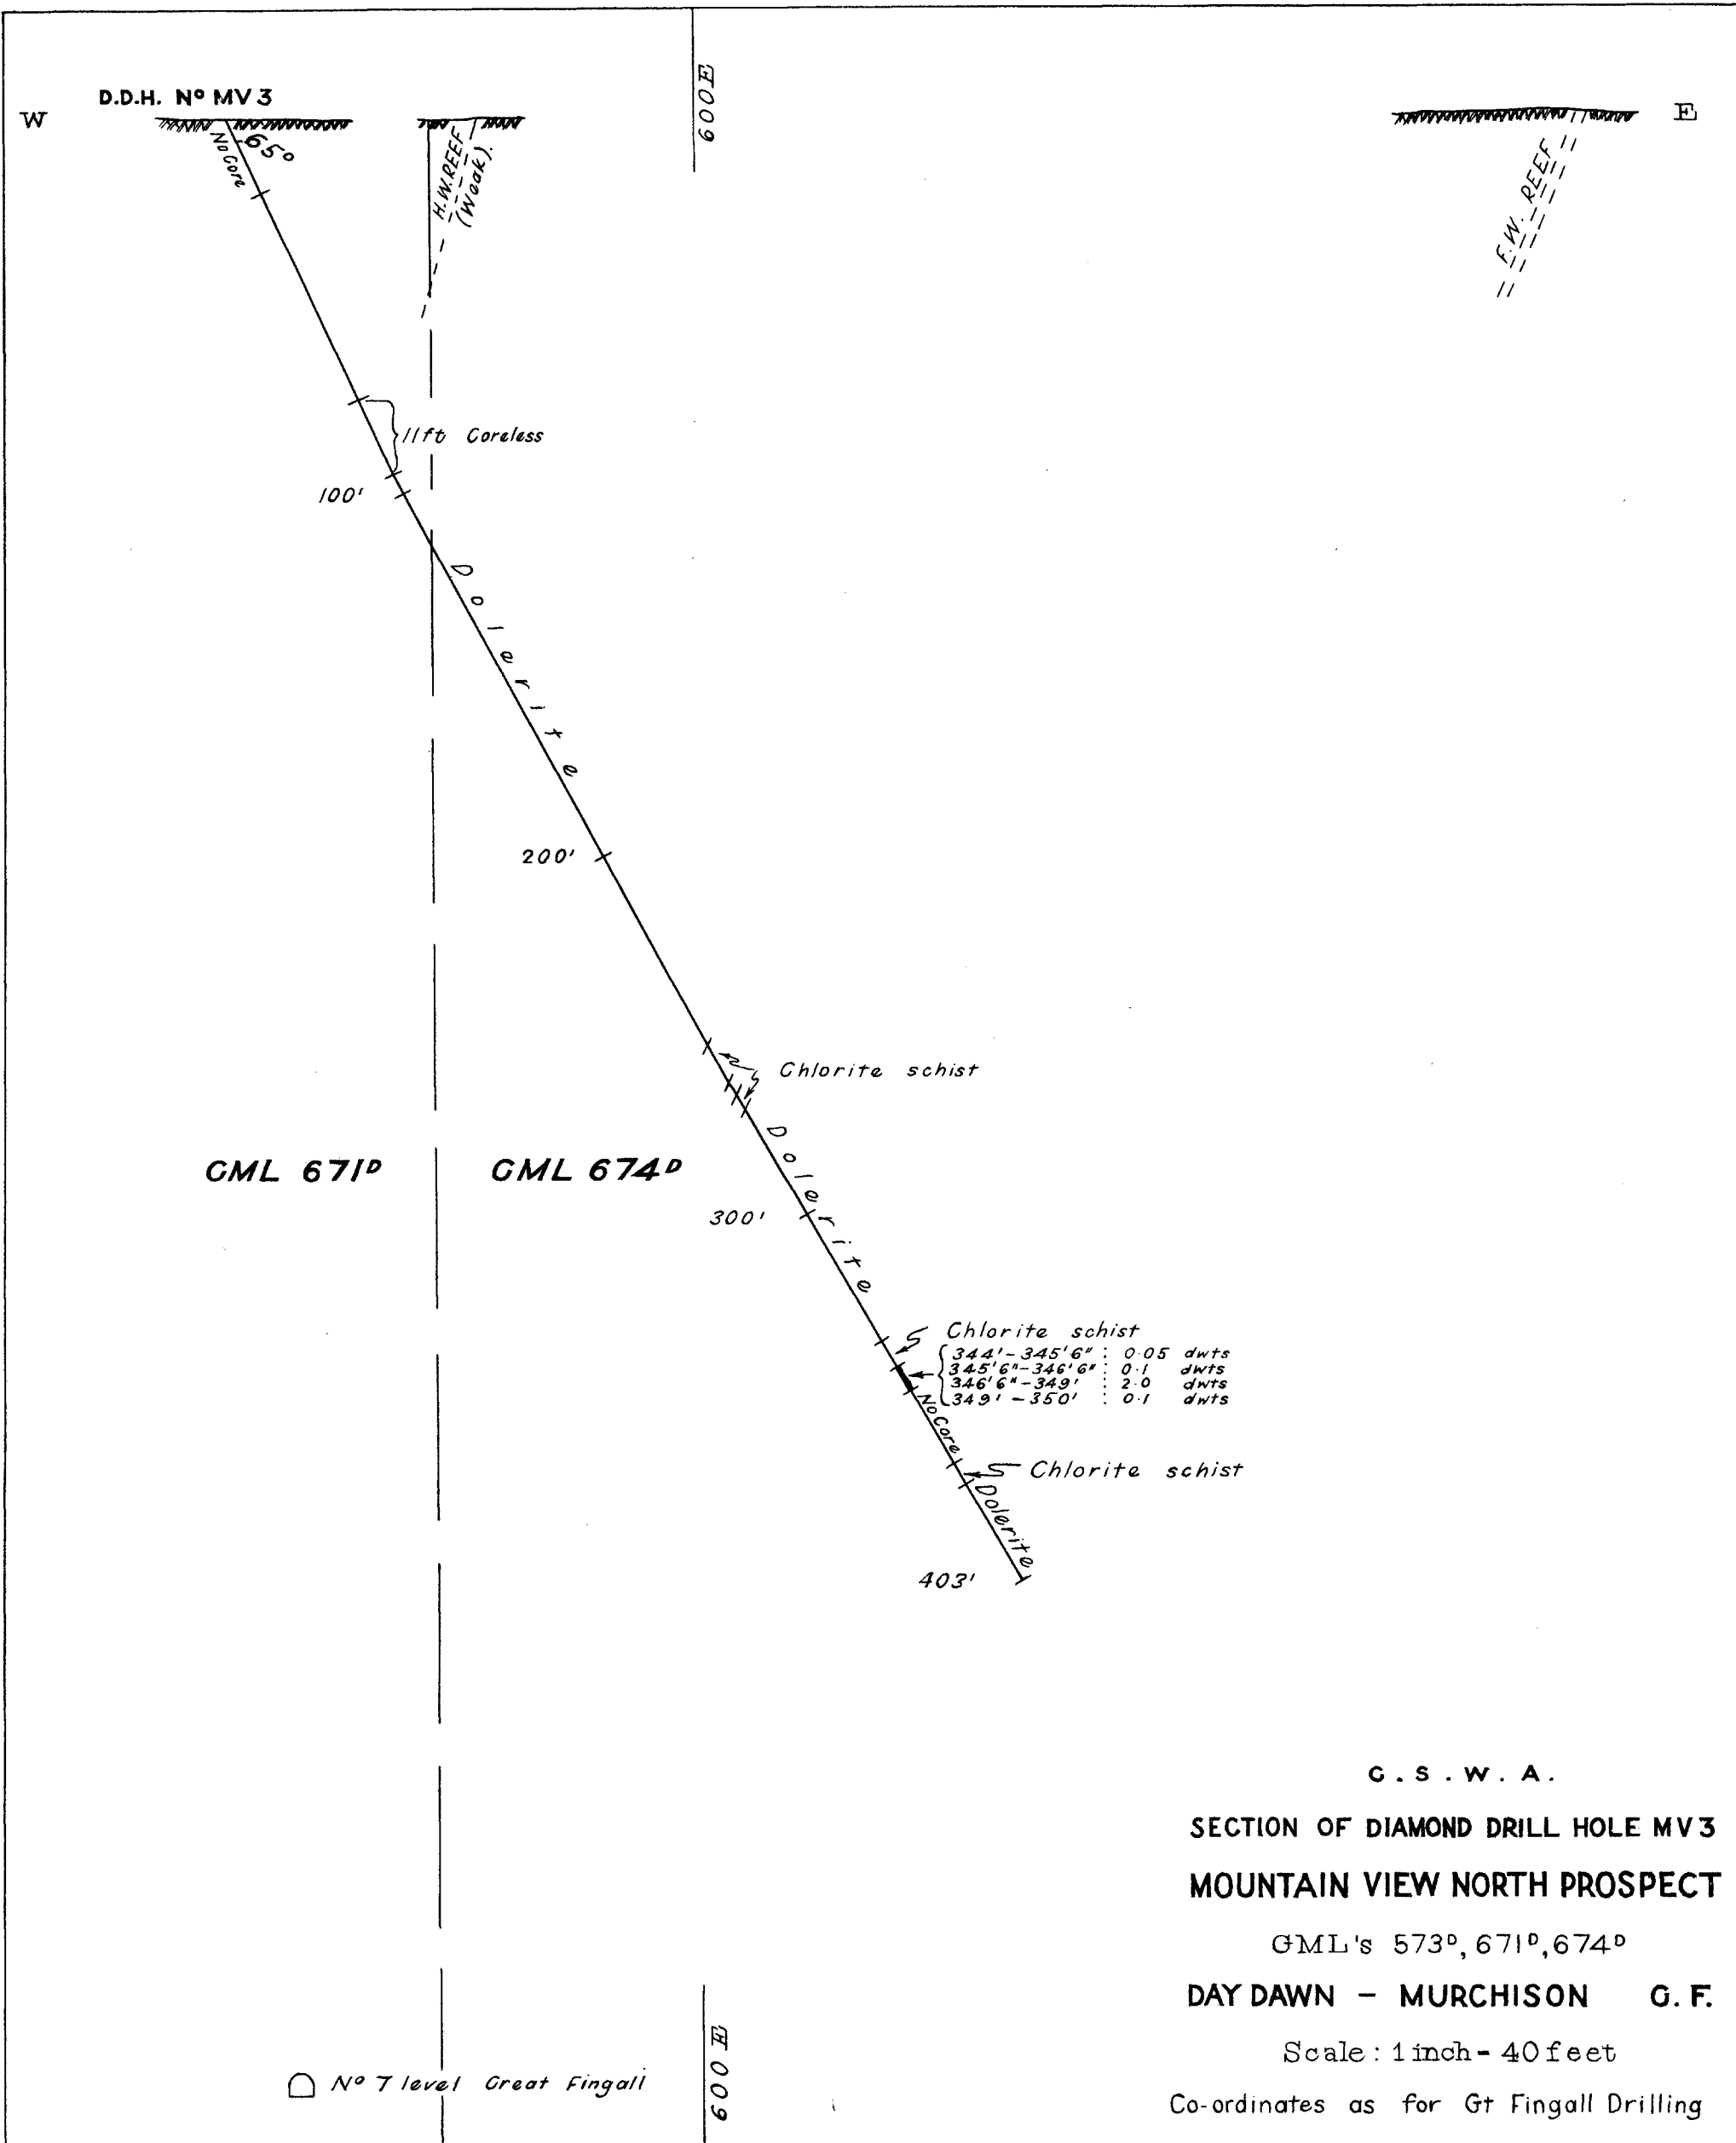 D.D.H. Nº MV 3
W
E
600E
No Core
65°
H.W. REEF
(Weak).
F.W. REEF
11ft Coreless
100'
Dolerite
200'
Chlorite schist
Dolerite
GML 671ᴰ
GML 674ᴰ
300'
Chlorite schist
344'-345'6" : 0·05 dwts
345'6"-346'6" : 0·1 dwts
346'6"-349' : 2·0 dwts
349'-350' : 0·1 dwts
No Core
Chlorite schist
Dolerite
403'
G.S.W.A.
SECTION OF DIAMOND DRILL HOLE MV 3
MOUNTAIN VIEW NORTH PROSPECT
GML's 573ᴰ, 671ᴰ, 674ᴰ
DAY DAWN - MURCHISON G.F.
Scale: 1 inch - 40 feet
Co-ordinates as for Gt Fingall Drilling
Nº 7 level Great Fingall
600E